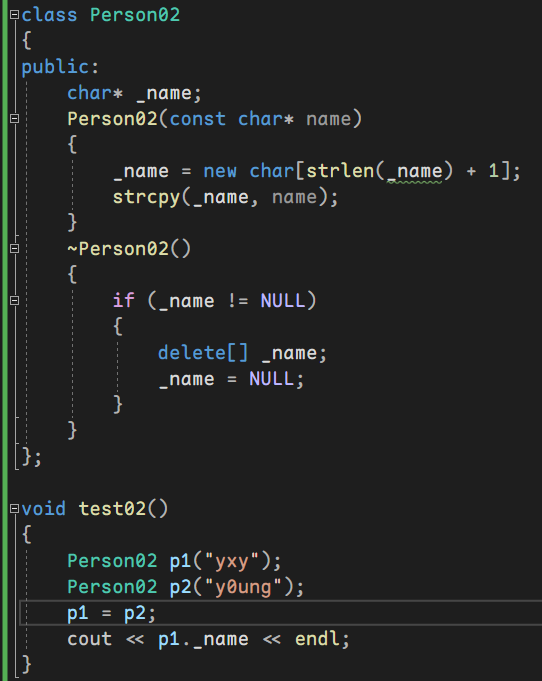 class Person02
{
public:
    char* _name;
    Person02(const char* name)
    {
        _name = new char[strlen(_name) + 1];
        strcpy(_name, name);
    }
    ~Person02()
    {
        if (_name != NULL)
        {
            delete[] _name;
            _name = NULL;
        }
    }
};

void test02()
{
    Person02 p1("yxy");
    Person02 p2("y0ung");
    p1 = p2;
    cout << p1._name << endl;
}